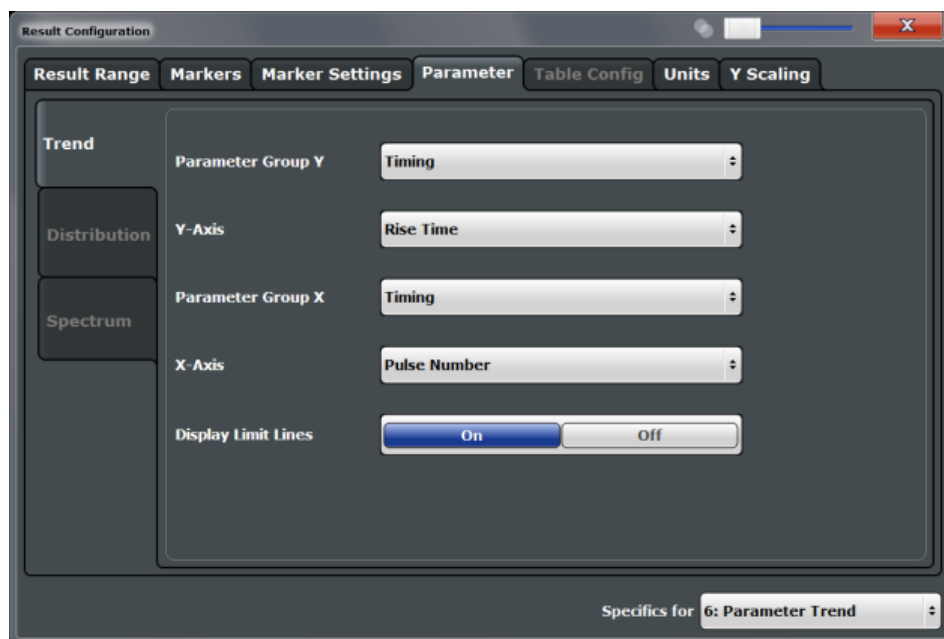 Result Configuration
X
Result Range Markers Marker Settings Parameter Table Config Units Y Scaling
Trend
Distribution
Spectrum
Parameter Group Y Timing
Y-Axis Rise Time
Parameter Group X Timing
X-Axis Pulse Number
Display Limit Lines On Off
Specifics for 6: Parameter Trend